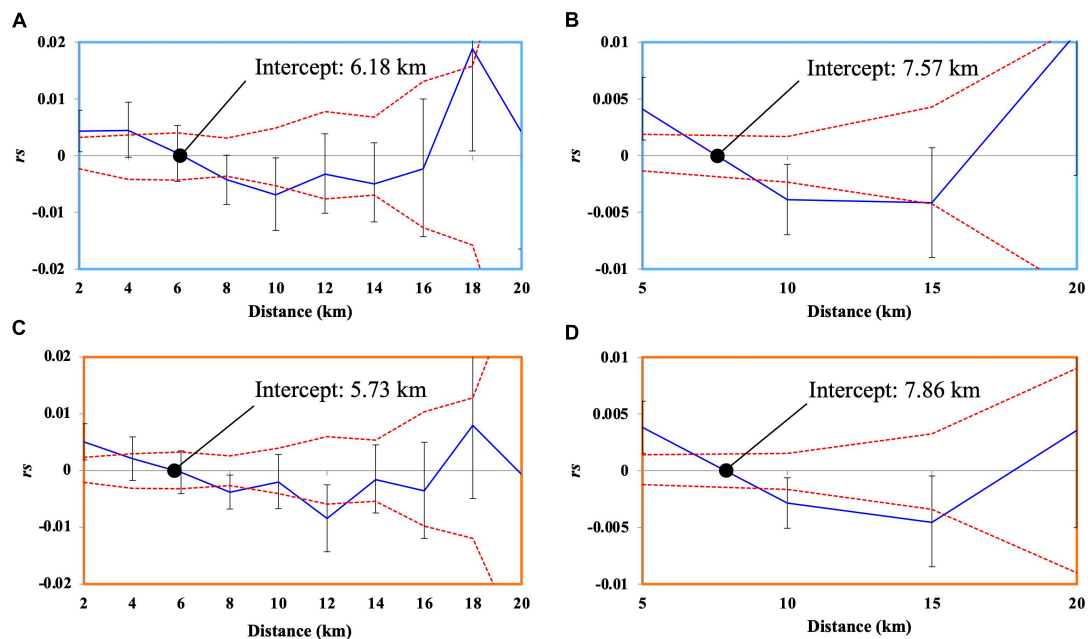 A
0.02
0.01
0
-0.01
-0.02
rs
Intercept: 6.18 km
2 4 6 8 10 12 14 16 18 20
Distance (km)
B
0.01
0.005
0
-0.005
-0.01
rs
Intercept: 7.57 km
5 10 15 20
Distance (km)
C
0.02
0.01
0
-0.01
-0.02
rs
Intercept: 5.73 km
2 4 6 8 10 12 14 16 18 20
Distance (km)
D
0.01
0.005
0
-0.005
-0.01
rs
Intercept: 7.86 km
5 10 15 20
Distance (km)